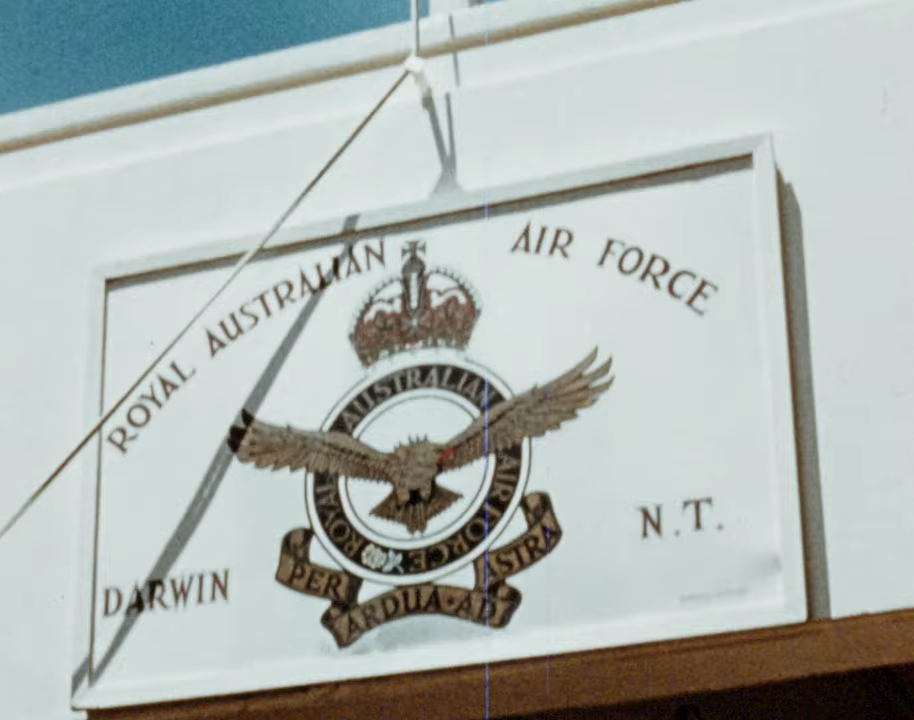 ROYAL AUSTRALIAN AIR FORCE
ROYAL AUSTRALIAN AIR FORCE
N.T.
DARWIN
PER ARDUA·AD ASTRA